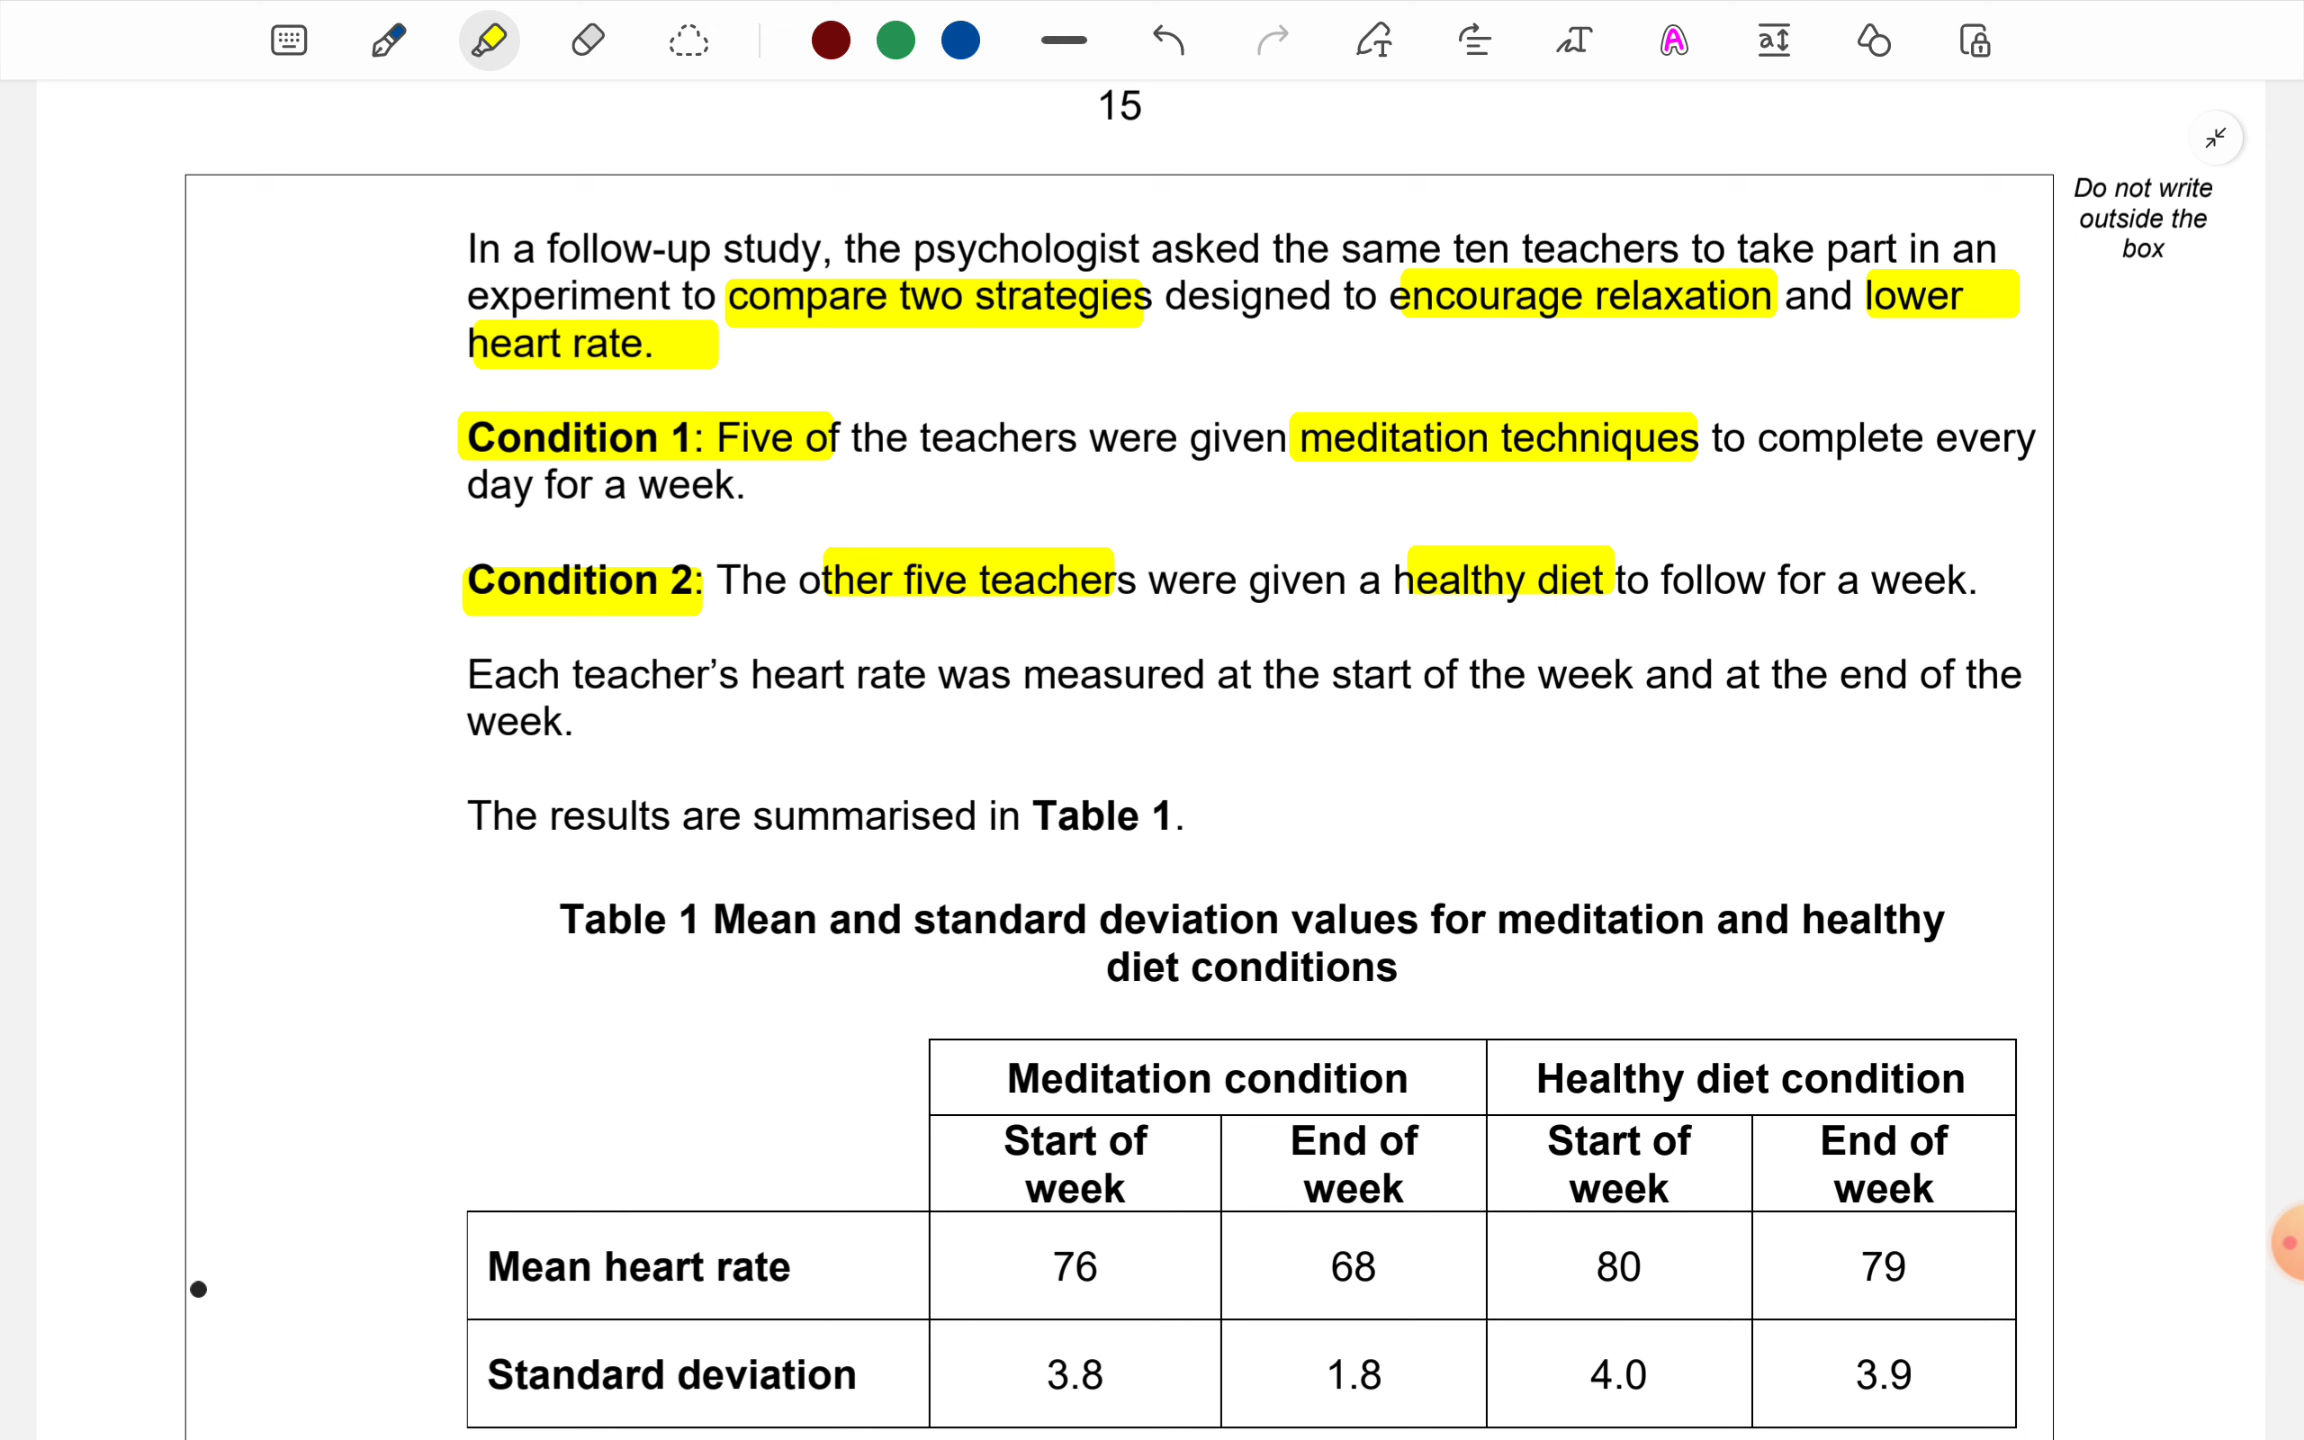 15
Do not write
outside the
box
In a follow-up study, the psychologist asked the same ten teachers to take part in an
experiment to compare two strategies designed to encourage relaxation and lower
heart rate.
Condition 1: Five of the teachers were given meditation techniques to complete every
day for a week.
Condition 2: The other five teachers were given a healthy diet to follow for a week.
Each teacher’s heart rate was measured at the start of the week and at the end of the
week.
The results are summarised in Table 1.
Table 1 Mean and standard deviation values for meditation and healthy
diet conditions
Meditation condition Healthy diet condition
Start of End of Start of End of
week week week week
Mean heart rate 76 68 80 79
Standard deviation 3.8 1.8 4.0 3.9